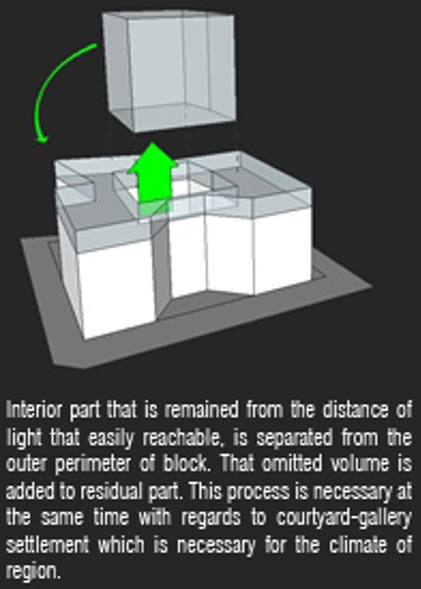 Interior part that is remained from the distance of
light that easily reachable, is separated from the
outer perimeter of block. That omitted volume is
added to residual part. This process is necessary at
the same time with regards to courtyard-gallery
settlement which is necessary for the climate of
region.